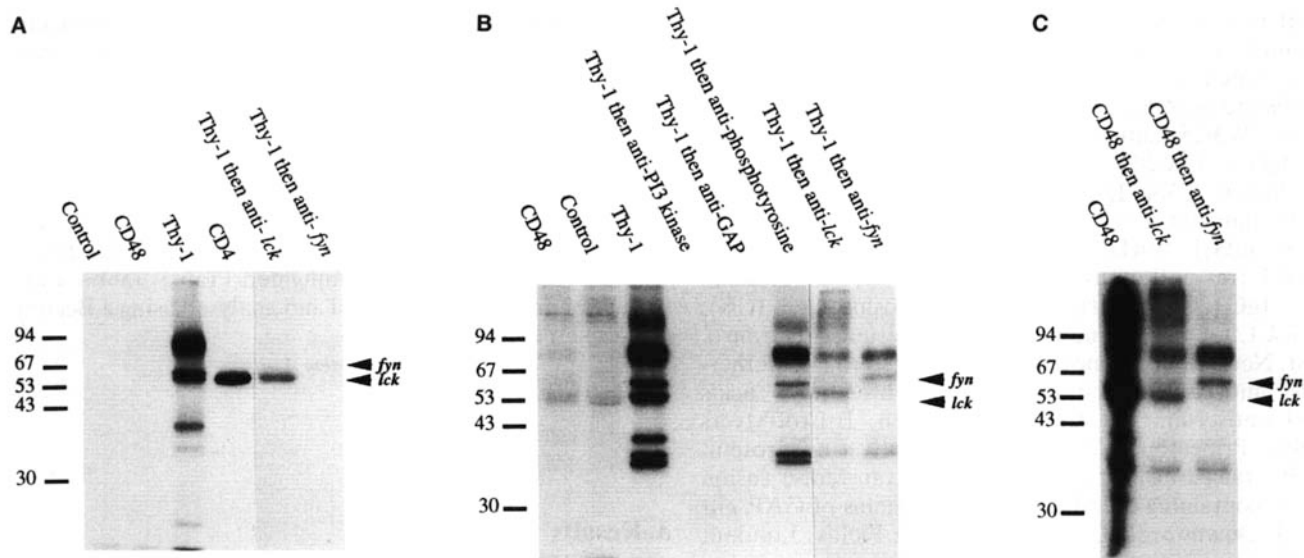 A
Control
CD48
Thy-1
CD4
Thy-1 then anti-lck
Thy-1 then anti-fyn
94
67
53
43
30
fyn
lck
B
CD48
Control
Thy-1
Thy-1 then anti-PI3 kinase
Thy-1 then anti-GAP
Thy-1 then anti-phosphotyrosine
Thy-1 then anti-lck
Thy-1 then anti-fyn
94
67
53
43
30
fyn
lck
C
CD48
CD48 then anti-lck
CD48 then anti-fyn
94
67
53
43
30
fyn
lck